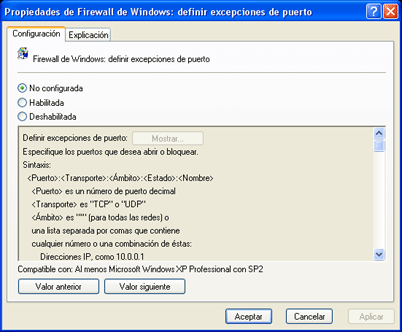 Propiedades de Firewall de Windows: definir excepciones de puerto
Configuración
Explicación
Firewall de Windows: definir excepciones de puerto
No configurada
Habilitada
Deshabilitada
Definir excepciones de puerto: Mostrar...
Especifique los puertos que desea abrir o bloquear.
Sintaxis:
<Puerto>:<Transporte>:<Ámbito>:<Estado>:<Nombre>
<Puerto> es un número de puerto decimal
<Transporte> es "TCP" o "UDP"
<Ámbito> es "*" (para todas las redes) o
una lista separada por comas que contiene
cualquier número o una combinación de éstas:
Direcciones IP, como 10.0.0.1
Compatible con: Al menos Microsoft Windows XP Professional con SP2
Valor anterior
Valor siguiente
Aceptar
Cancelar
Aplicar